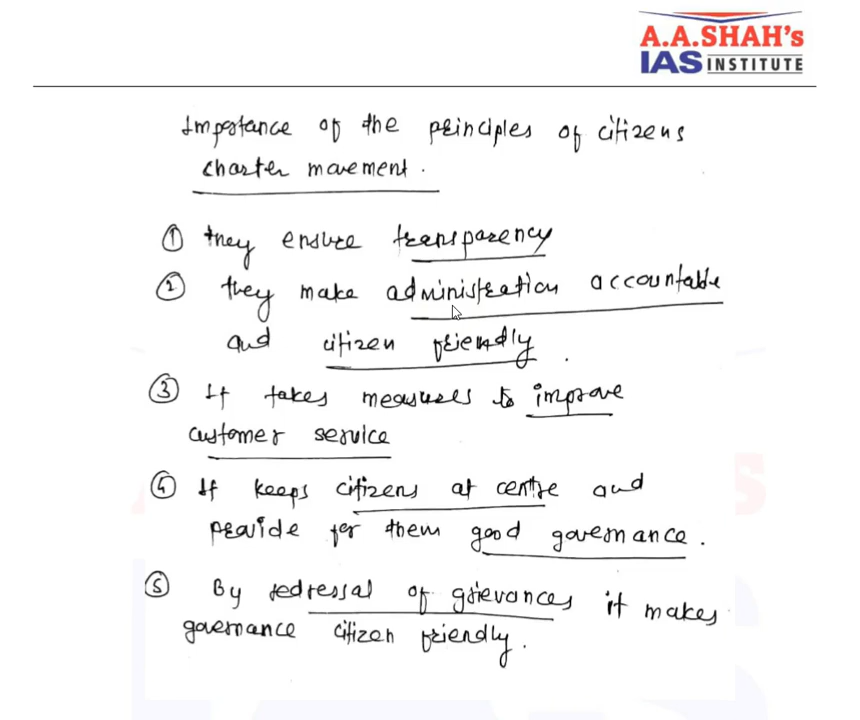 A.A.SHAH's
IAS INSTITUTE
Importance of the principles of citizens
charter movement.
① they ensure transparency
② they make administration accountable
and citizen friendly.
③ It takes measures to improve
customer service
④ It keeps citizens at centre and
provide for them good governance.
⑤ By redressal of grievances it makes
governance citizen friendly.